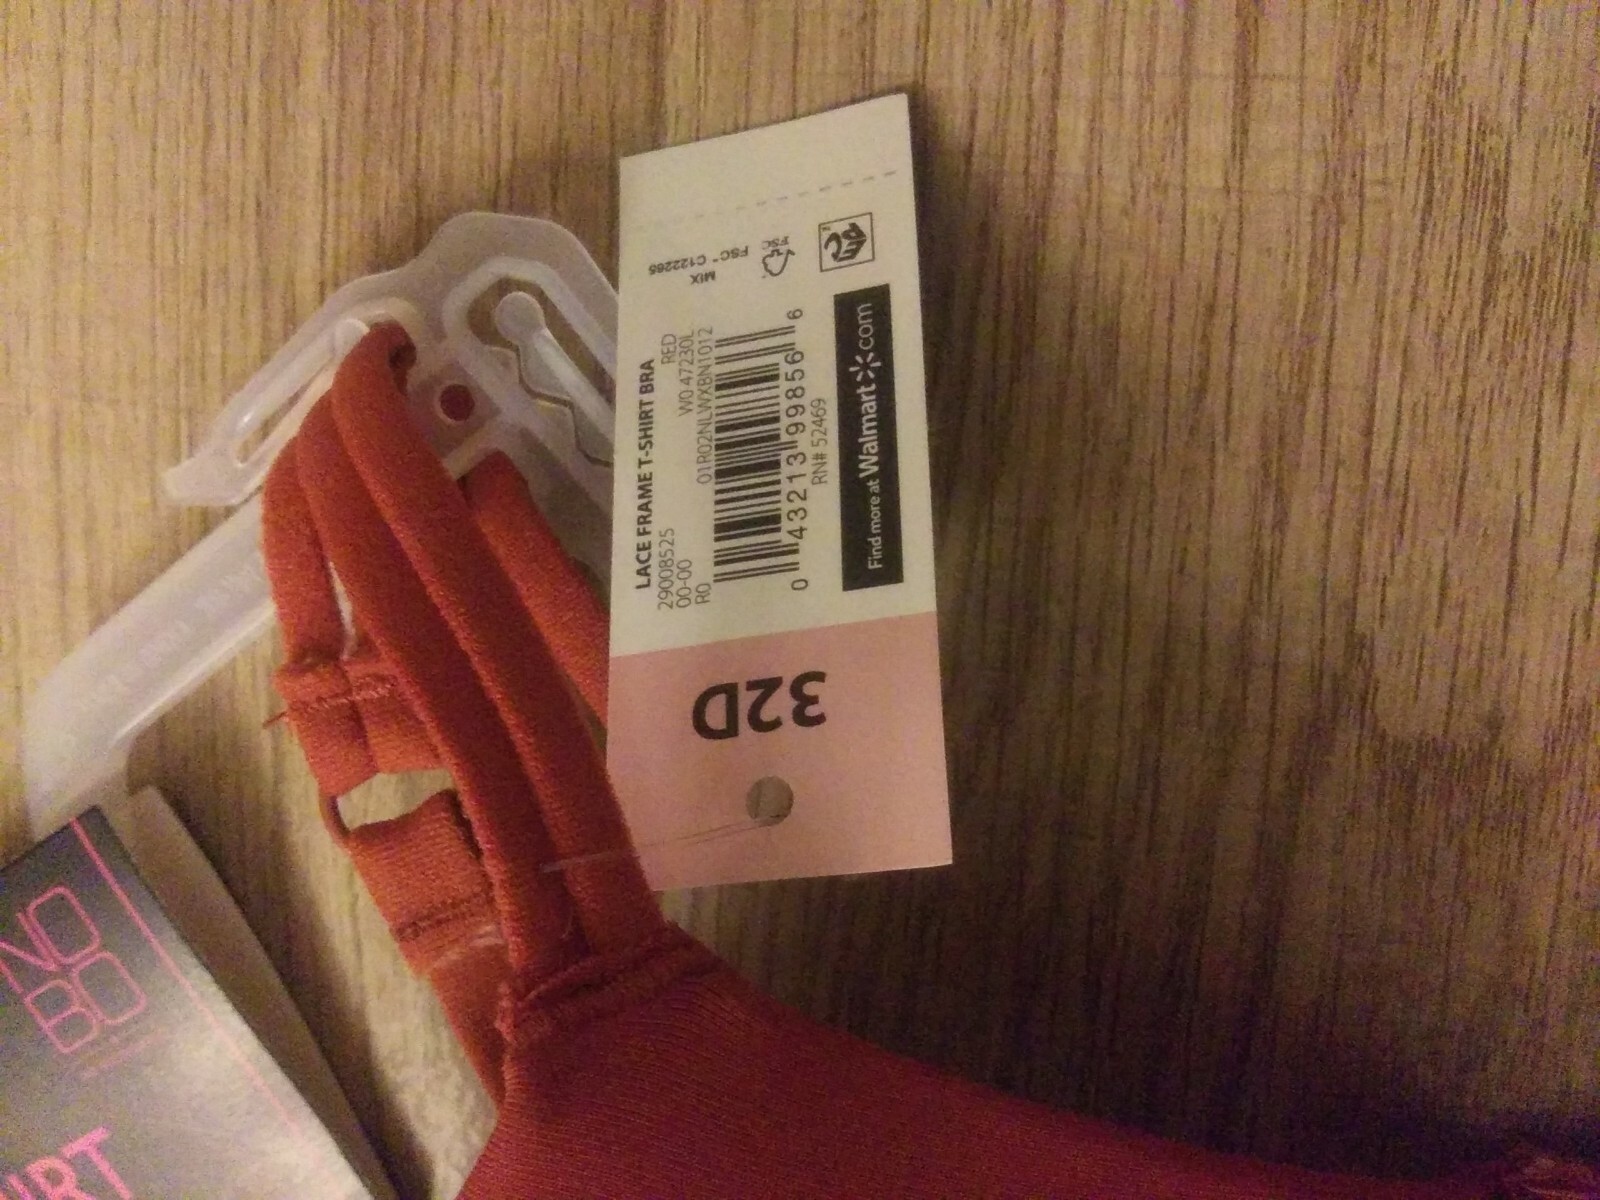 LACE FRAME T-SHIRT BRA
29008525 RED
00-00 W047230L
R0 01R02NLWXBN1012
0 43213 99856 6
RN# 52469
Find more at Walmart.com
MIX
FSC® C122265
FSC
32D
NO
BO